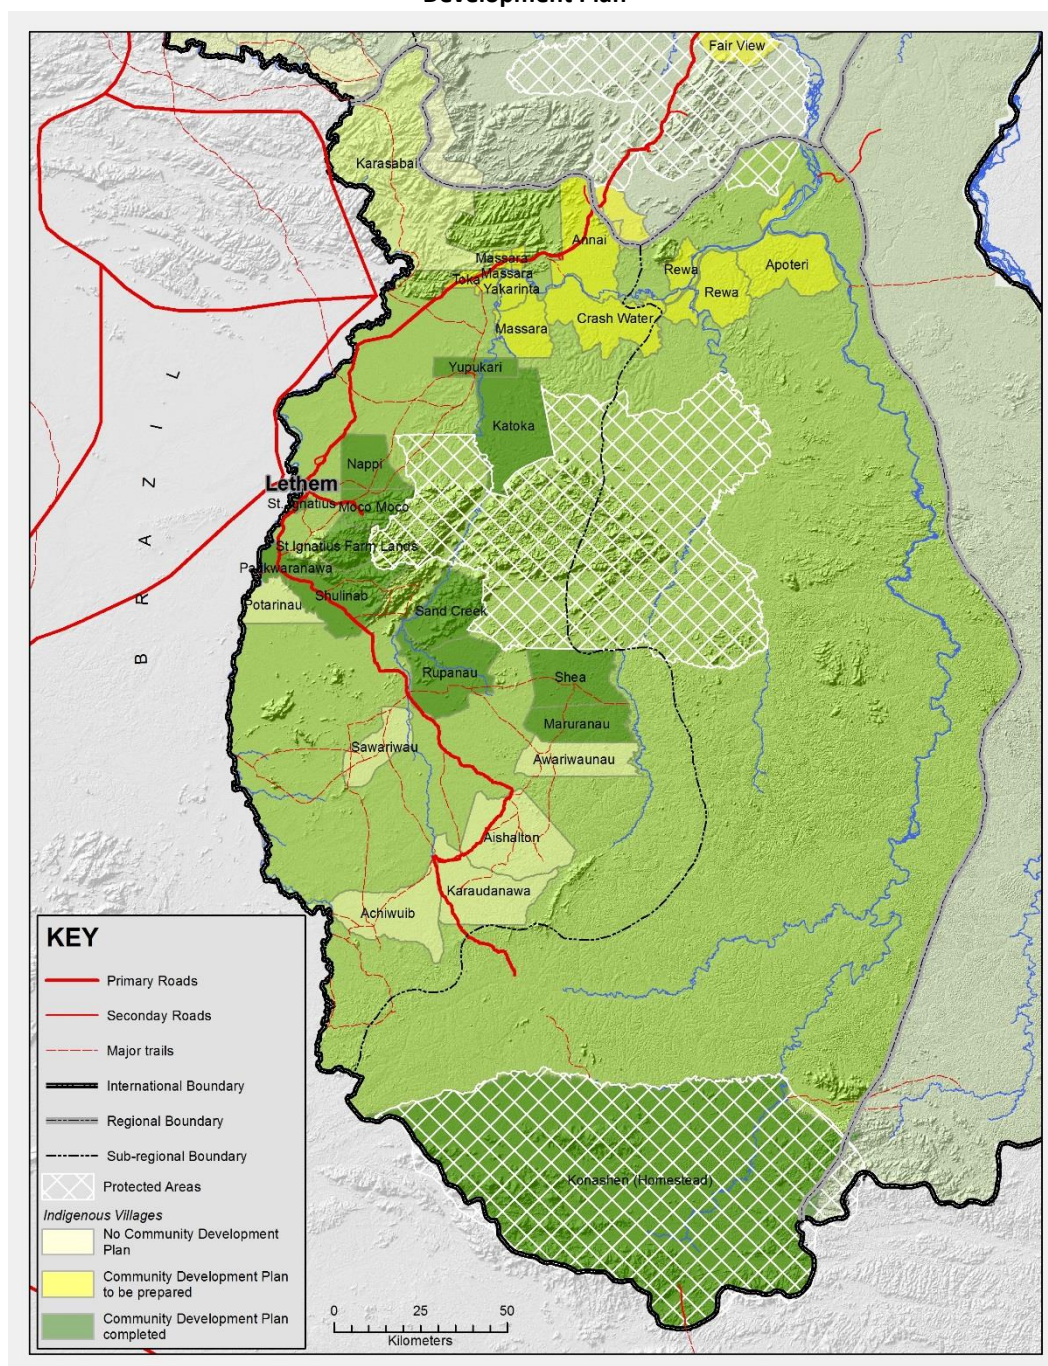 Development Plan
Fair View
Karasabai
Annai
Massara
Toka
Massara
Yakarinta
Rewa
Apoteri
Rewa
Crash Water
Massara
Yupukari
Katoka
BRAZIL
Nappi
Lethem
St. Ignatius
Moco Moco
St.Ignatius Farm Lands
Parikwaranawa
Potarinau
Shulinab
Sand Creek
Rupanau
Shea
Maruranau
Sawariwau
Awariwaunau
Aishalton
Karaudanawa
Achiwuib
Konashen (Homestead)
KEY
Primary Roads
Seconday Roads
Major trails
International Boundary
Regional Boundary
Sub-regional Boundary
Protected Areas
Indigenous Villages
No Community Development
Plan
Community Development Plan
to be prepared
Community Development Plan
completed
0 25 50
Kilometers